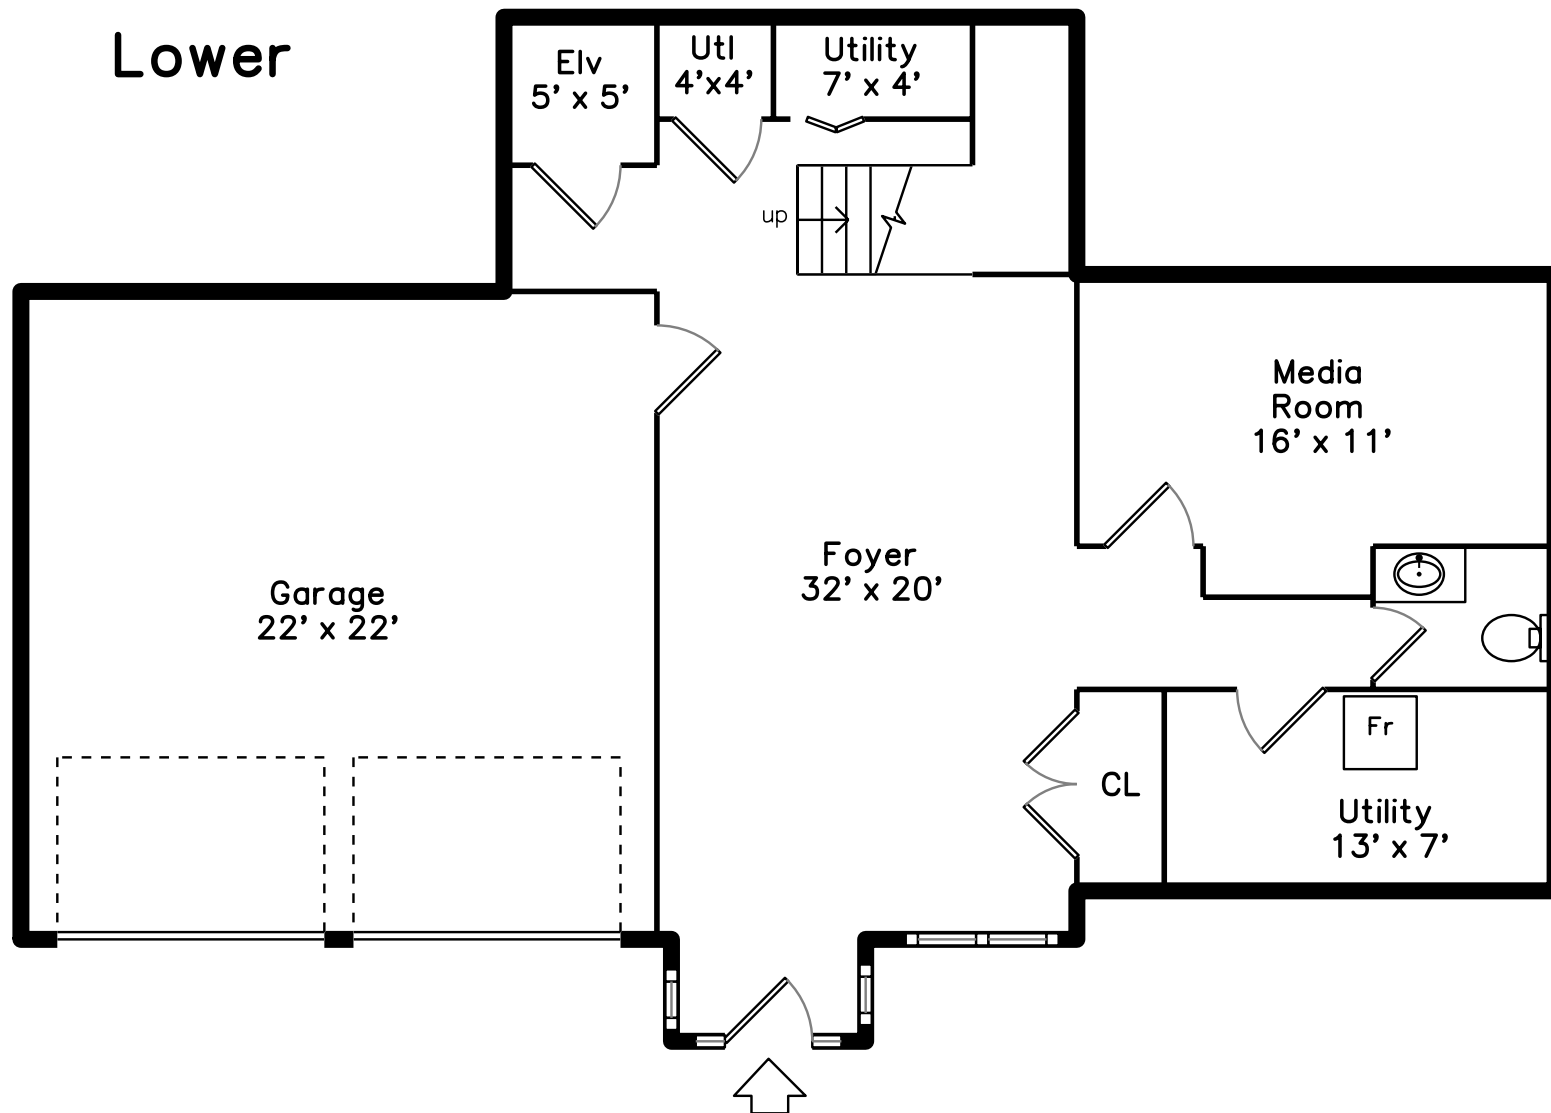 Lower
Elv
5' x 5'
Utl
4'x4'
Utility
7' x 4'
up
Media
Room
16' x 11'
Foyer
32' x 20'
Garage
22' x 22'
Fr
CL
Utility
13' x 7'